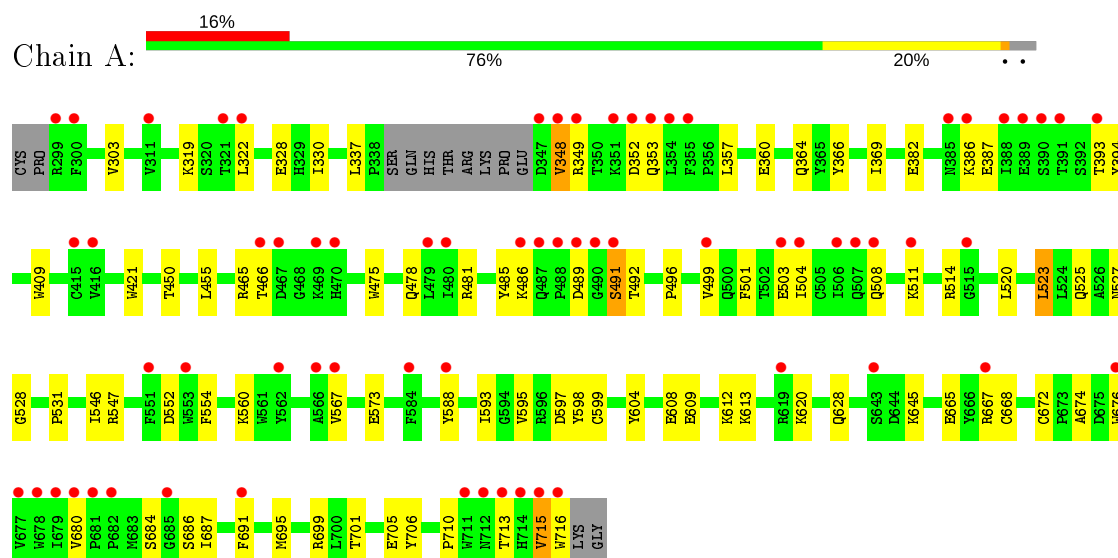 16%
Chain A:
76% 20% • •
CYS PRO R299 F300 V303 V311 K319 S320 T321 L322 E328 H329 I330 L337 P338 SER GLN HIS THR ARG LYS PRO GLU D347 V348 R349 T350 K351 D352 Q353 L354 F355 P356 L357 E360 Q364 Y365 Y366 I369 E382 N385 K386 E387 I388 E389 S390 T391 S392 T393 Y394
W409 C415 V416 W421 T450 L455 R465 T466 D467 G468 K469 H470 W475 Q478 L479 I480 R481 Y485 K486 Q487 P488 D489 G490 S491 T492 P496 V499 Q500 F501 T502 E503 I504 C505 I506 Q507 Q508 K511 R514 G515 L520 L523 L524 Q525 A526 N527
G528 P531 I546 R547 F551 D552 W553 F554 K560 W561 Y562 A566 V567 E573 F584 Y588 I593 G594 V595 R596 D597 Y598 C599 Y604 E608 E609 K612 K613 R619 K620 Q628 S643 D644 K645 E665 Y666 R667 C668 C672 P673 A674 D675 W676
V677 W678 I679 V680 P681 P682 M683 S684 G685 S686 I687 F691 M695 R699 L700 T701 E705 Y706 P710 W711 N712 T713 H714 V715 W716 LYS GLY